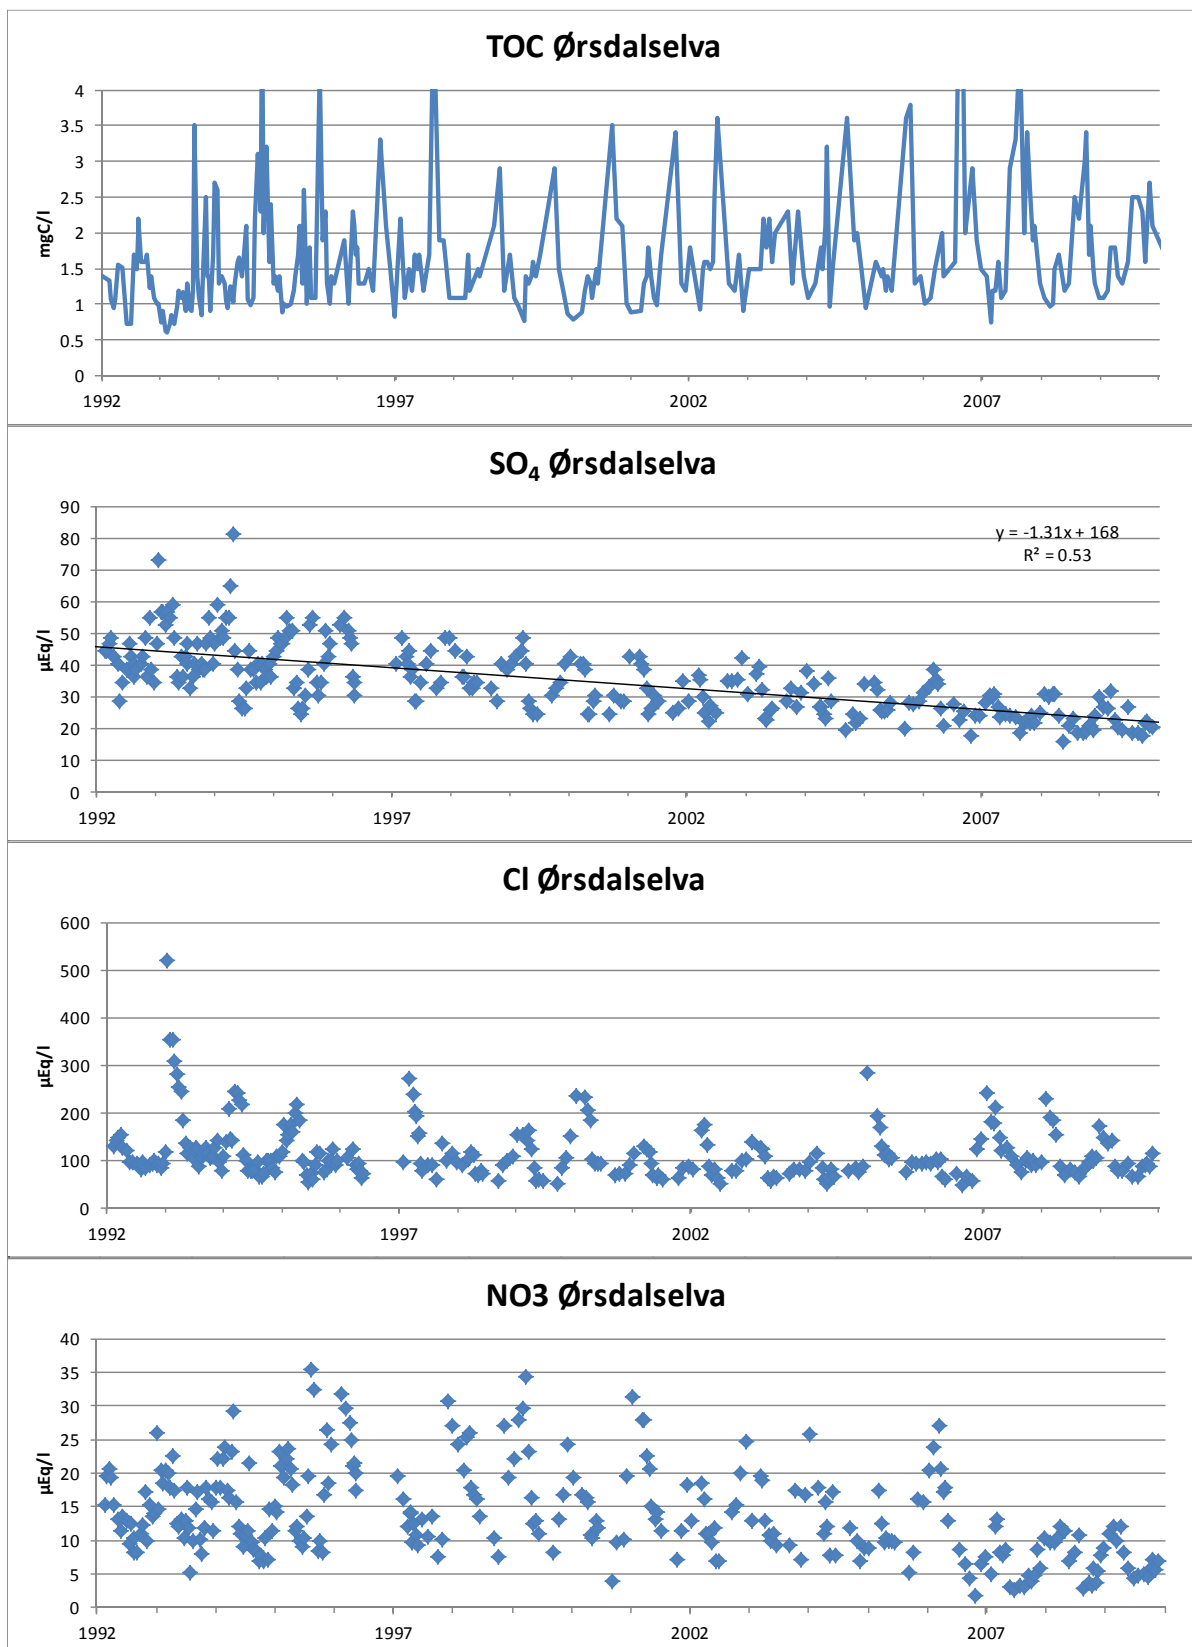 TOC Ørsdalselva
4
3.5
3
2.5
2
1.5
1
0.5
0
mgC/l
1992 1997 2002 2007
SO4 Ørsdalselva
90
80
70
60
50
40
30
20
10
0
µEq/l
y = -1.31x + 168
R² = 0.53
1992 1997 2002 2007
Cl Ørsdalselva
600
500
400
300
200
100
0
µEq/l
1992 1997 2002 2007
NO3 Ørsdalselva
40
35
30
25
20
15
10
5
0
µEq/l
1992 1997 2002 2007